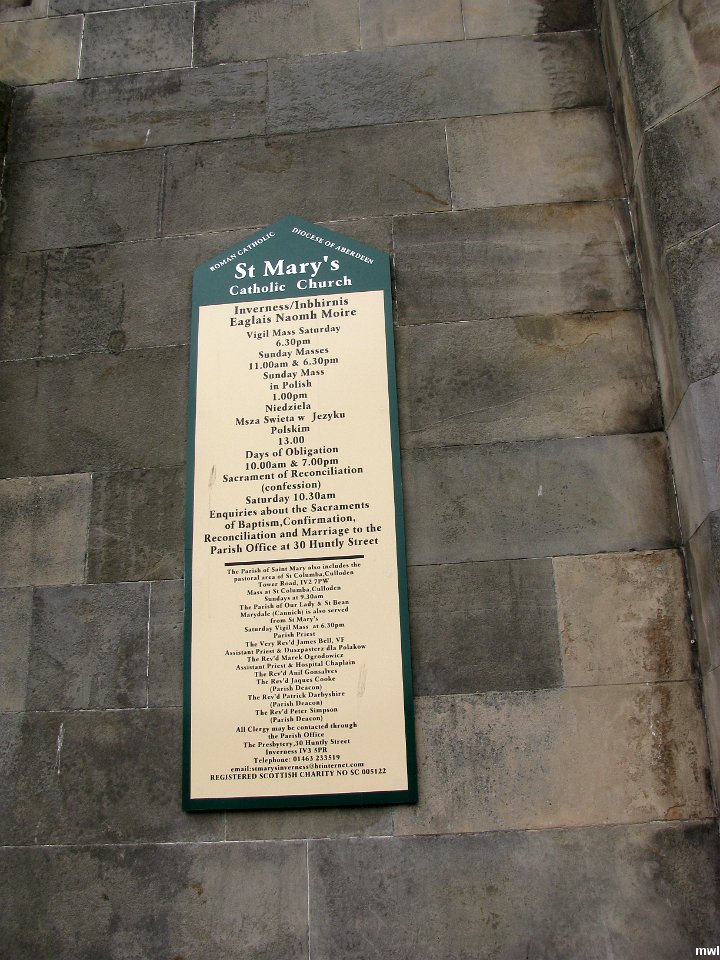 ROMAN CATHOLIC DIOCESE OF ABERDEEN
St Mary's
Catholic Church
Inverness/Inbhirnis
Eaglais Naomh Moire
Vigil Mass Saturday
6.30pm
Sunday Masses
11.00am & 6.30pm
Sunday Mass
in Polish
1.00pm
Niedziela
Msza Swieta w Jezyku
Polskim
13.00
Days of Obligation
10.00am & 7.00pm
Sacrament of Reconciliation
(confession)
Saturday 10.30am
Enquiries about the Sacraments
of Baptism,Confirmation,
Reconciliation and Marriage to the
Parish Office at 30 Huntly Street
The Parish of Saint Mary also includes the
pastoral area of St Columba,Culloden
Tower Road, IV2 7PW
Mass at St Columba,Culloden
Sundays at 9.30am
The Parish of Our Lady & St Bean
Marydale (Cannich) is also served
from St Mary's
Saturday Vigil Mass at 6.30pm
Parish Priest
The Very Rev'd James Bell, VF
Assistant Priest & Duszpasterz dla Polakow
The Rev'd Marek Ogrodowicz
Assistant Priest & Hospital Chaplain
The Rev'd Anil Gonsalves
The Rev'd Jaques Cooke
(Parish Deacon)
The Rev'd Patrick Darbyshire
(Parish Deacon)
The Rev'd Peter Simpson
(Parish Deacon)
All Clergy may be contacted through
the Parish Office
The Presbytery,30 Huntly Street
Inverness IV3 5PR
Telephone: 01463 233519
email:stmarysinverness@btinternet.com
REGISTERED SCOTTISH CHARITY NO SC 005122
mwl